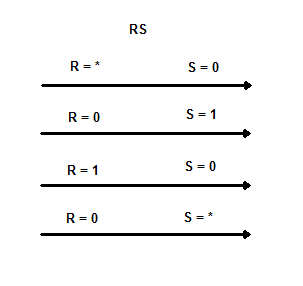 RS
R = * S = 0
R = 0 S = 1
R = 1 S = 0
R = 0 S = *